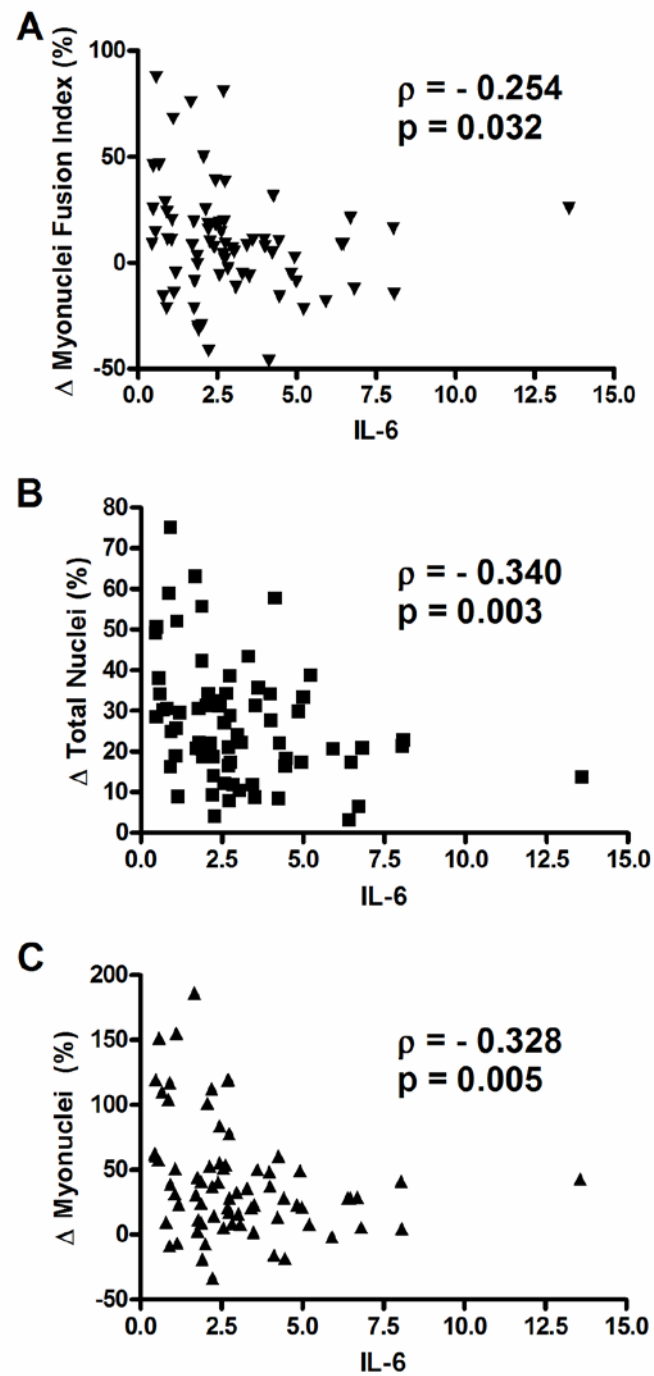 A
Δ Myonuclei Fusion Index (%)
100
50
0
-50
ρ = - 0.254
p = 0.032
0.0 2.5 5.0 7.5 10.0 12.5 15.0
IL-6
B
Δ Total Nuclei (%)
80
70
60
50
40
30
20
10
0
ρ = - 0.340
p = 0.003
0.0 2.5 5.0 7.5 10.0 12.5 15.0
IL-6
C
Δ Myonuclei (%)
200
150
100
50
0
-50
ρ = - 0.328
p = 0.005
0.0 2.5 5.0 7.5 10.0 12.5 15.0
IL-6